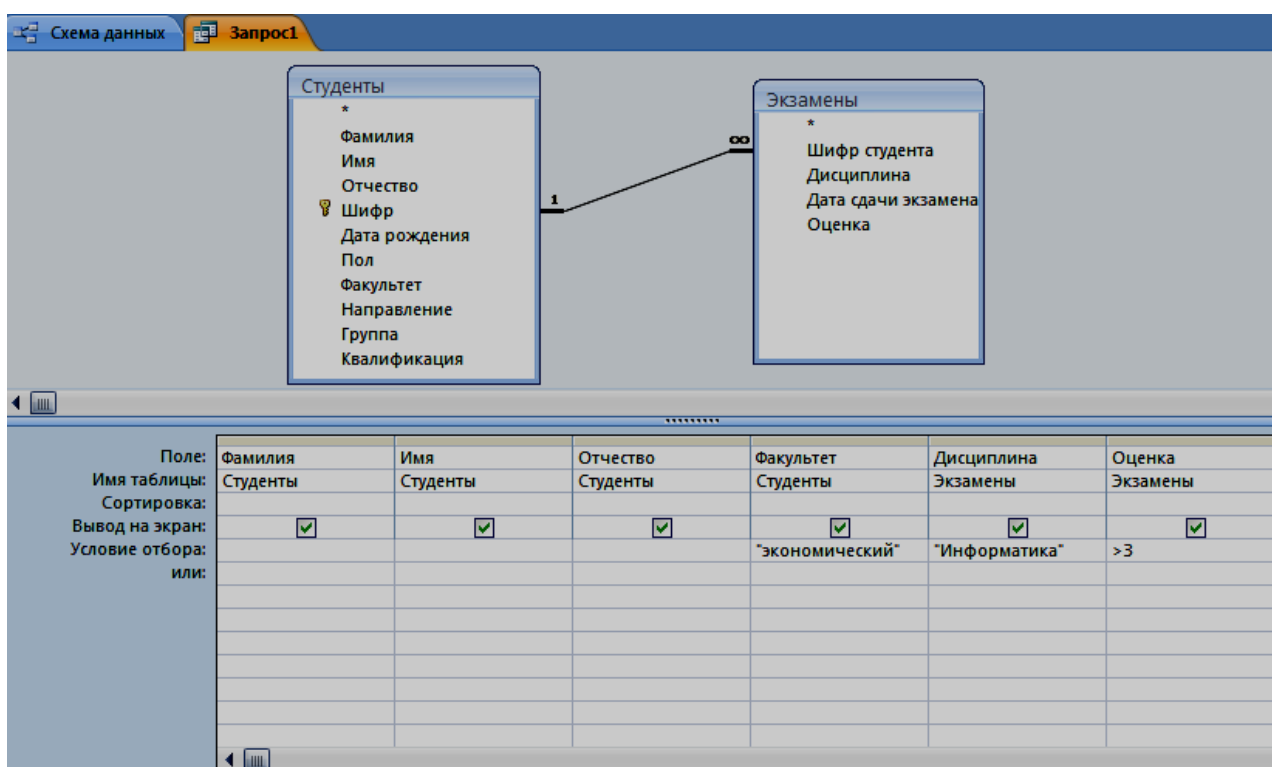 Схема данных Запрос1
Студенты
*
Фамилия
Имя
Отчество
Шифр
Дата рождения
Пол
Факультет
Направление
Группа
Квалификация
1
∞
Экзамены
*
Шифр студента
Дисциплина
Дата сдачи экзамена
Оценка
Поле: Фамилия Имя Отчество Факультет Дисциплина Оценка
Имя таблицы: Студенты Студенты Студенты Студенты Экзамены Экзамены
Сортировка:
Вывод на экран:
Условие отбора: "экономический" "Информатика" >3
или: